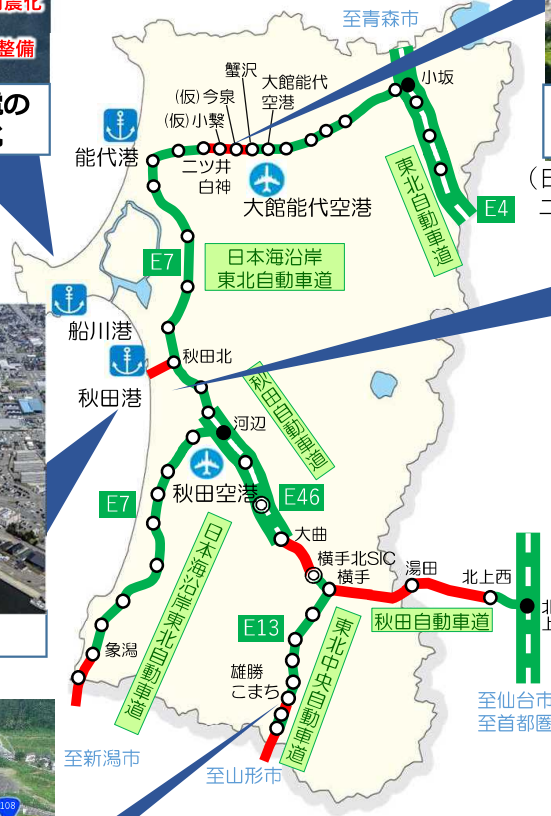 整備
の
至青森市
蟹沢
大館能代
空港
(仮)今泉
(仮)小繋
小坂
能代港
二ツ井
白神
大館能代空港
東北自動車道
E4
E7
日本海沿岸
東北自動車道
船川港
秋田北
秋田港
秋田自動車道
河辺
秋田空港
E46
E7
大曲
横手北SIC
横手
湯田
北上西
日本海沿岸東北自動車道
E13
秋田自動車道
象潟
東北中央自動車道
雄勝
こまち
至仙台市
至首都圏
至新潟市
至山形市
108